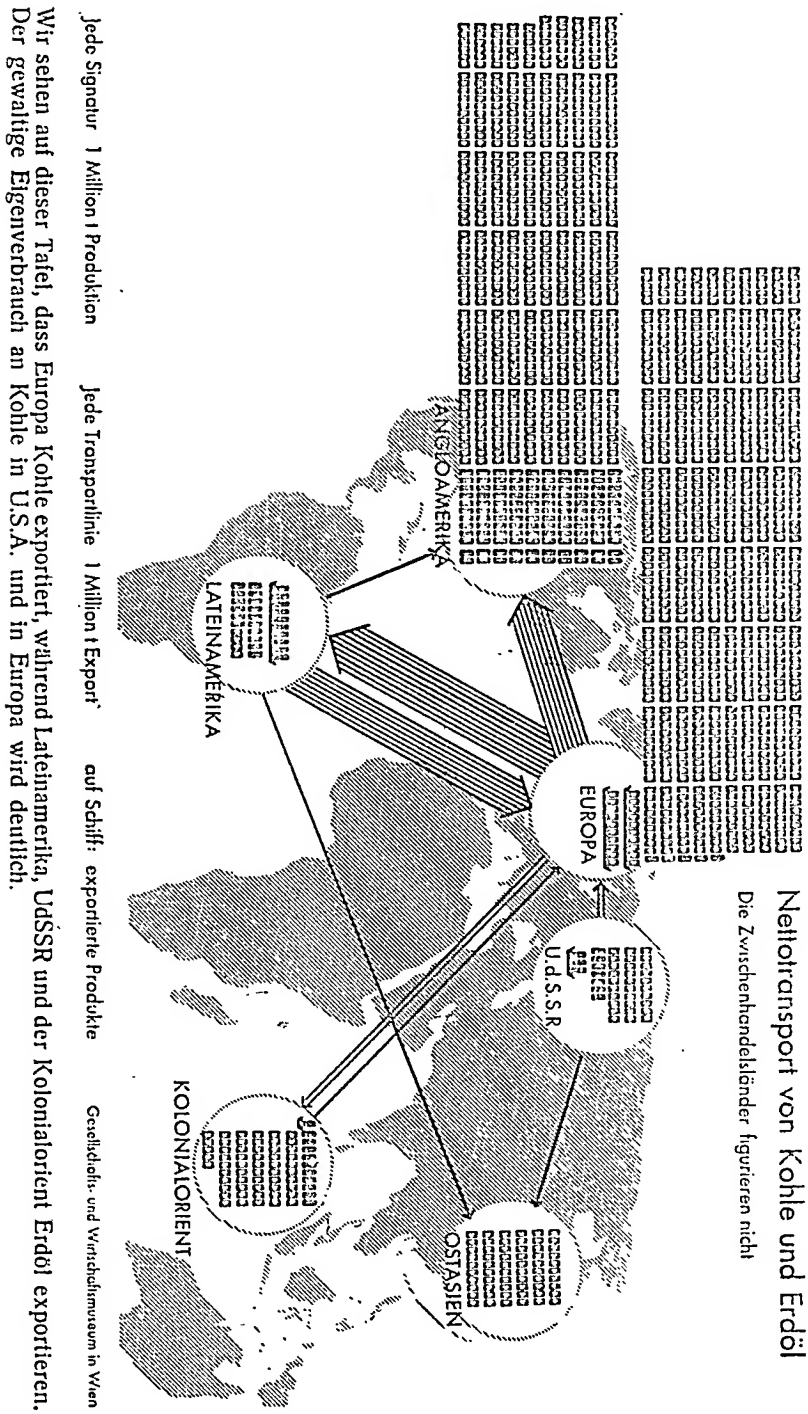 Nettotransport von Kohle und Erdöl
Die Zwischenhandelsländer figurieren nicht
ANGLOAMERIKA
EUROPA
U.d.S.S.R
LATEINAMERIKA
OSTASIEN
KOLONIALORIENT
Jede Signatur 1 Million t Produktion
Jede Transportlinie 1 Million t Export
auf Schiff: exportierte Produkte
Gesellschafts- und Wirtschaftsmuseum in Wien
Wir sehen auf dieser Tafel, dass Europa Kohle exportiert, während Lateinamerika, UdSSR und der Kolonialorient Erdöl exportieren.
Der gewaltige Eigenverbrauch an Kohle in U.S.A. und in Europa wird deutlich.